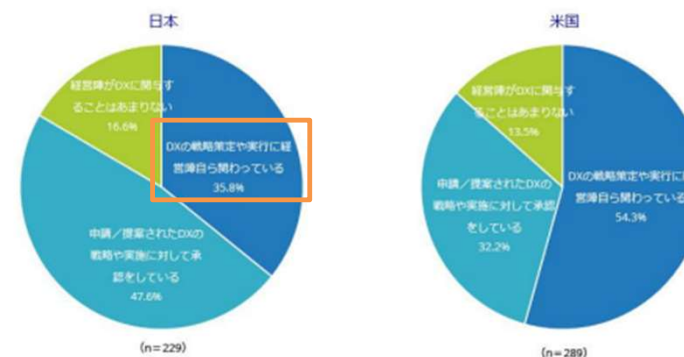 日本
経営陣がDXに関与す
ることはあまりない
16.6%
DXの戦略策定や実行に経
営陣自ら関わっている
35.8%
申請／提案されたDXの
戦略や実施に対して承
認をしている
47.6%
(n=229)
米国
経営陣がDXに関与す
ることはあまりない
13.5%
DXの戦略策定や実行に
営陣自ら関わっている
54.3%
申請／提案されたDXの
戦略や実施に対して承認
をしている
32.2%
(n=289)